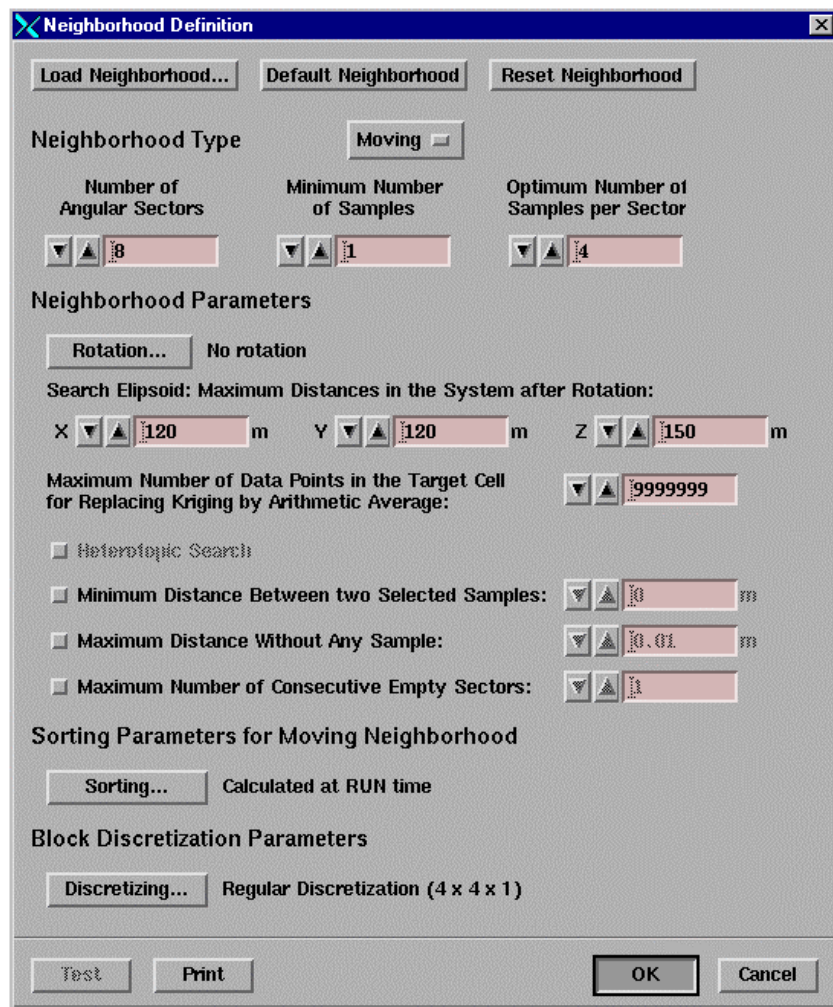 Neighborhood Definition
Load Neighborhood... Default Neighborhood Reset Neighborhood
Neighborhood Type Moving
Number of Angular Sectors Minimum Number of Samples Optimum Number of Samples per Sector
8 1 4
Neighborhood Parameters
Rotation... No rotation
Search Elipsoid: Maximum Distances in the System after Rotation:
X 120 m Y 120 m Z 150 m
Maximum Number of Data Points in the Target Cell
for Replacing Kriging by Arithmetic Average: 9999999
Heterotopic Search
Minimum Distance Between two Selected Samples: 0 m
Maximum Distance Without Any Sample: 0.01 m
Maximum Number of Consecutive Empty Sectors: 1
Sorting Parameters for Moving Neighborhood
Sorting... Calculated at RUN time
Block Discretization Parameters
Discretizing... Regular Discretization (4 x 4 x 1)
Test Print OK Cancel